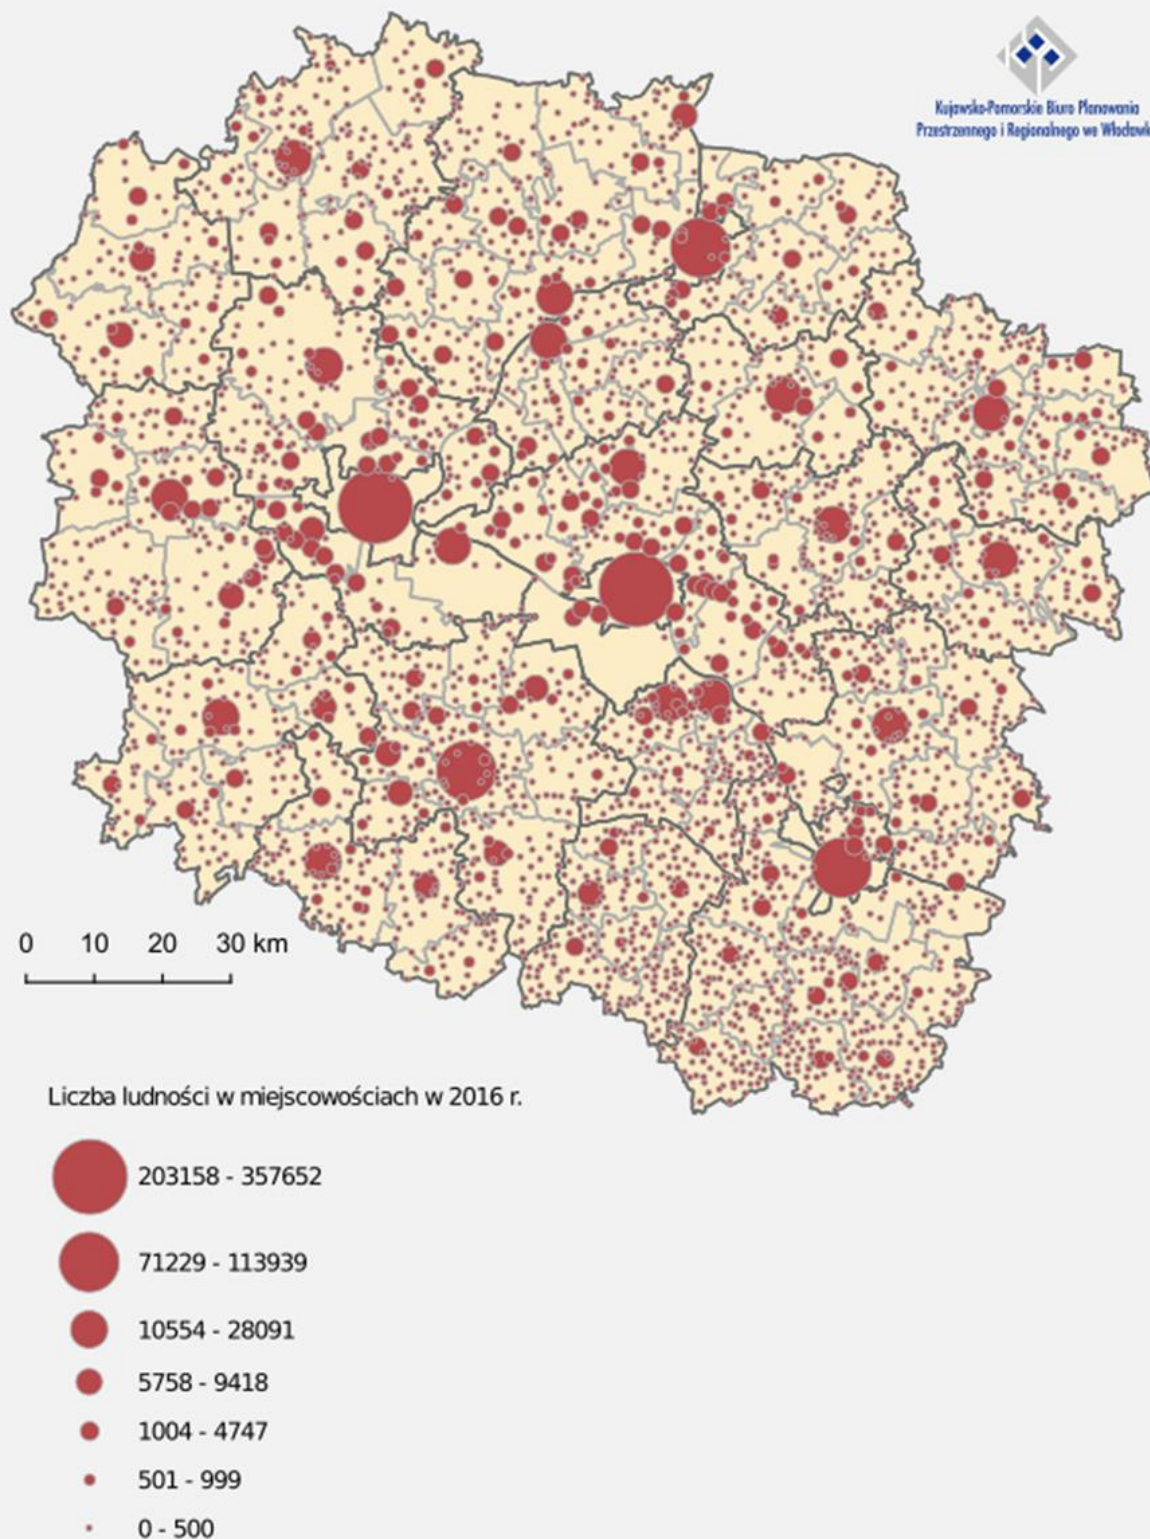 Kujawsko-Pomorskie Biuro Planowania
Przestrzennego i Regionalnego we Włocławk
0 10 20 30 km
Liczba ludności w miejscowościach w 2016 r.
203158 - 357652
71229 - 113939
10554 - 28091
5758 - 9418
1004 - 4747
501 - 999
0 - 500